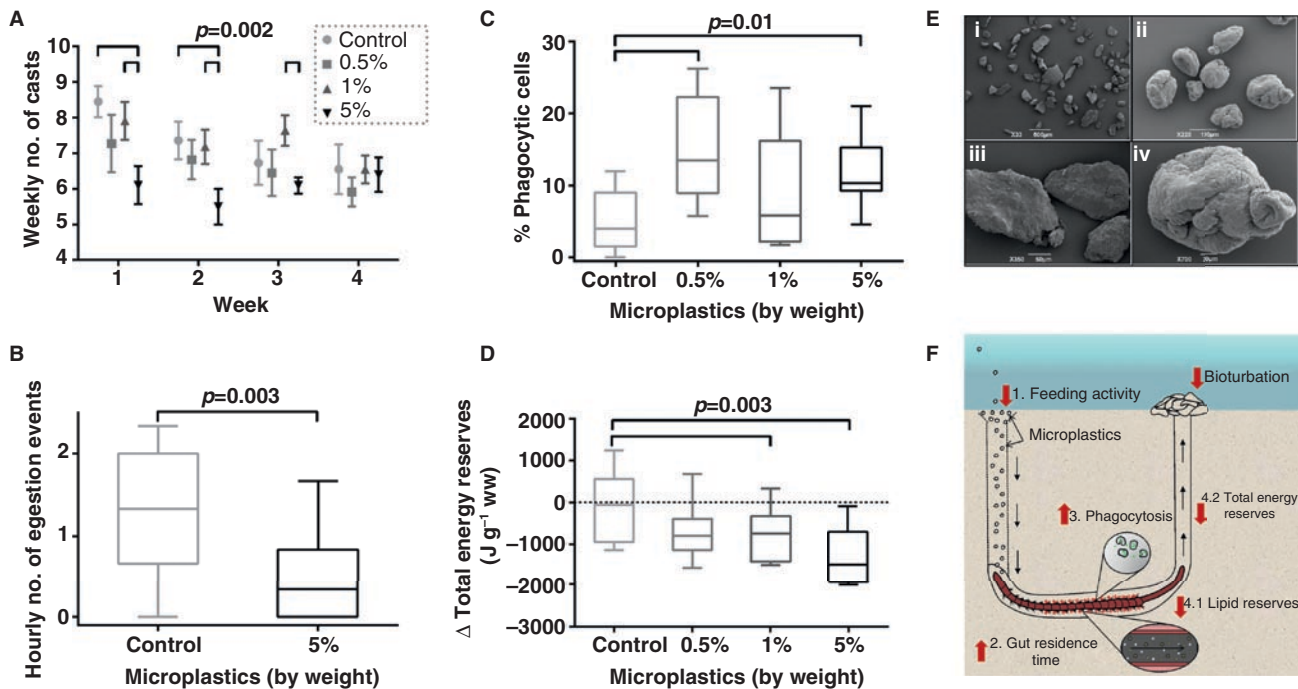 A
p=0.002
Control
0.5%
1%
5%
Weekly no. of casts
10
9
8
7
6
5
4
1 2 3 4
Week
B
p=0.003
Hourly no. of egestion events
2
1
0
Control 5%
Microplastics (by weight)
C
p=0.01
% Phagocytic cells
30
20
10
0
Control 0.5% 1% 5%
Microplastics (by weight)
D
p=0.003
Δ Total energy reserves
(J g⁻¹ ww)
2000
1000
0
−1000
−2000
−3000
Control 0.5% 1% 5%
Microplastics (by weight)
E
i
ii
iii
iv
F
Bioturbation
1. Feeding activity
Microplastics
4.2 Total energy
reserves
3. Phagocytosis
4.1 Lipid reserves
2. Gut residence
time